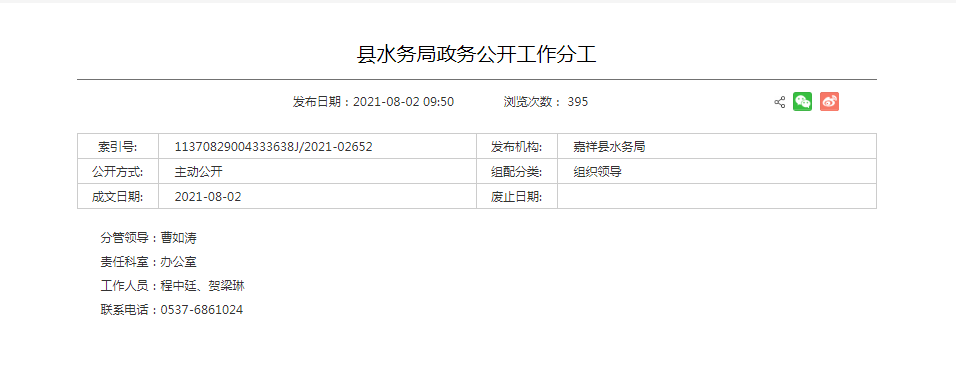 县水务局政务公开工作分工
发布日期：2021-08-02 09:50 浏览次数： 395
索引号: 11370829004333638J/2021-02652 发布机构: 嘉祥县水务局
公开方式: 主动公开 组配分类: 组织领导
成文日期: 2021-08-02 废止日期:
分管领导：曹如涛
责任科室：办公室
工作人员：程中廷、贺梁琳
联系电话：0537-6861024